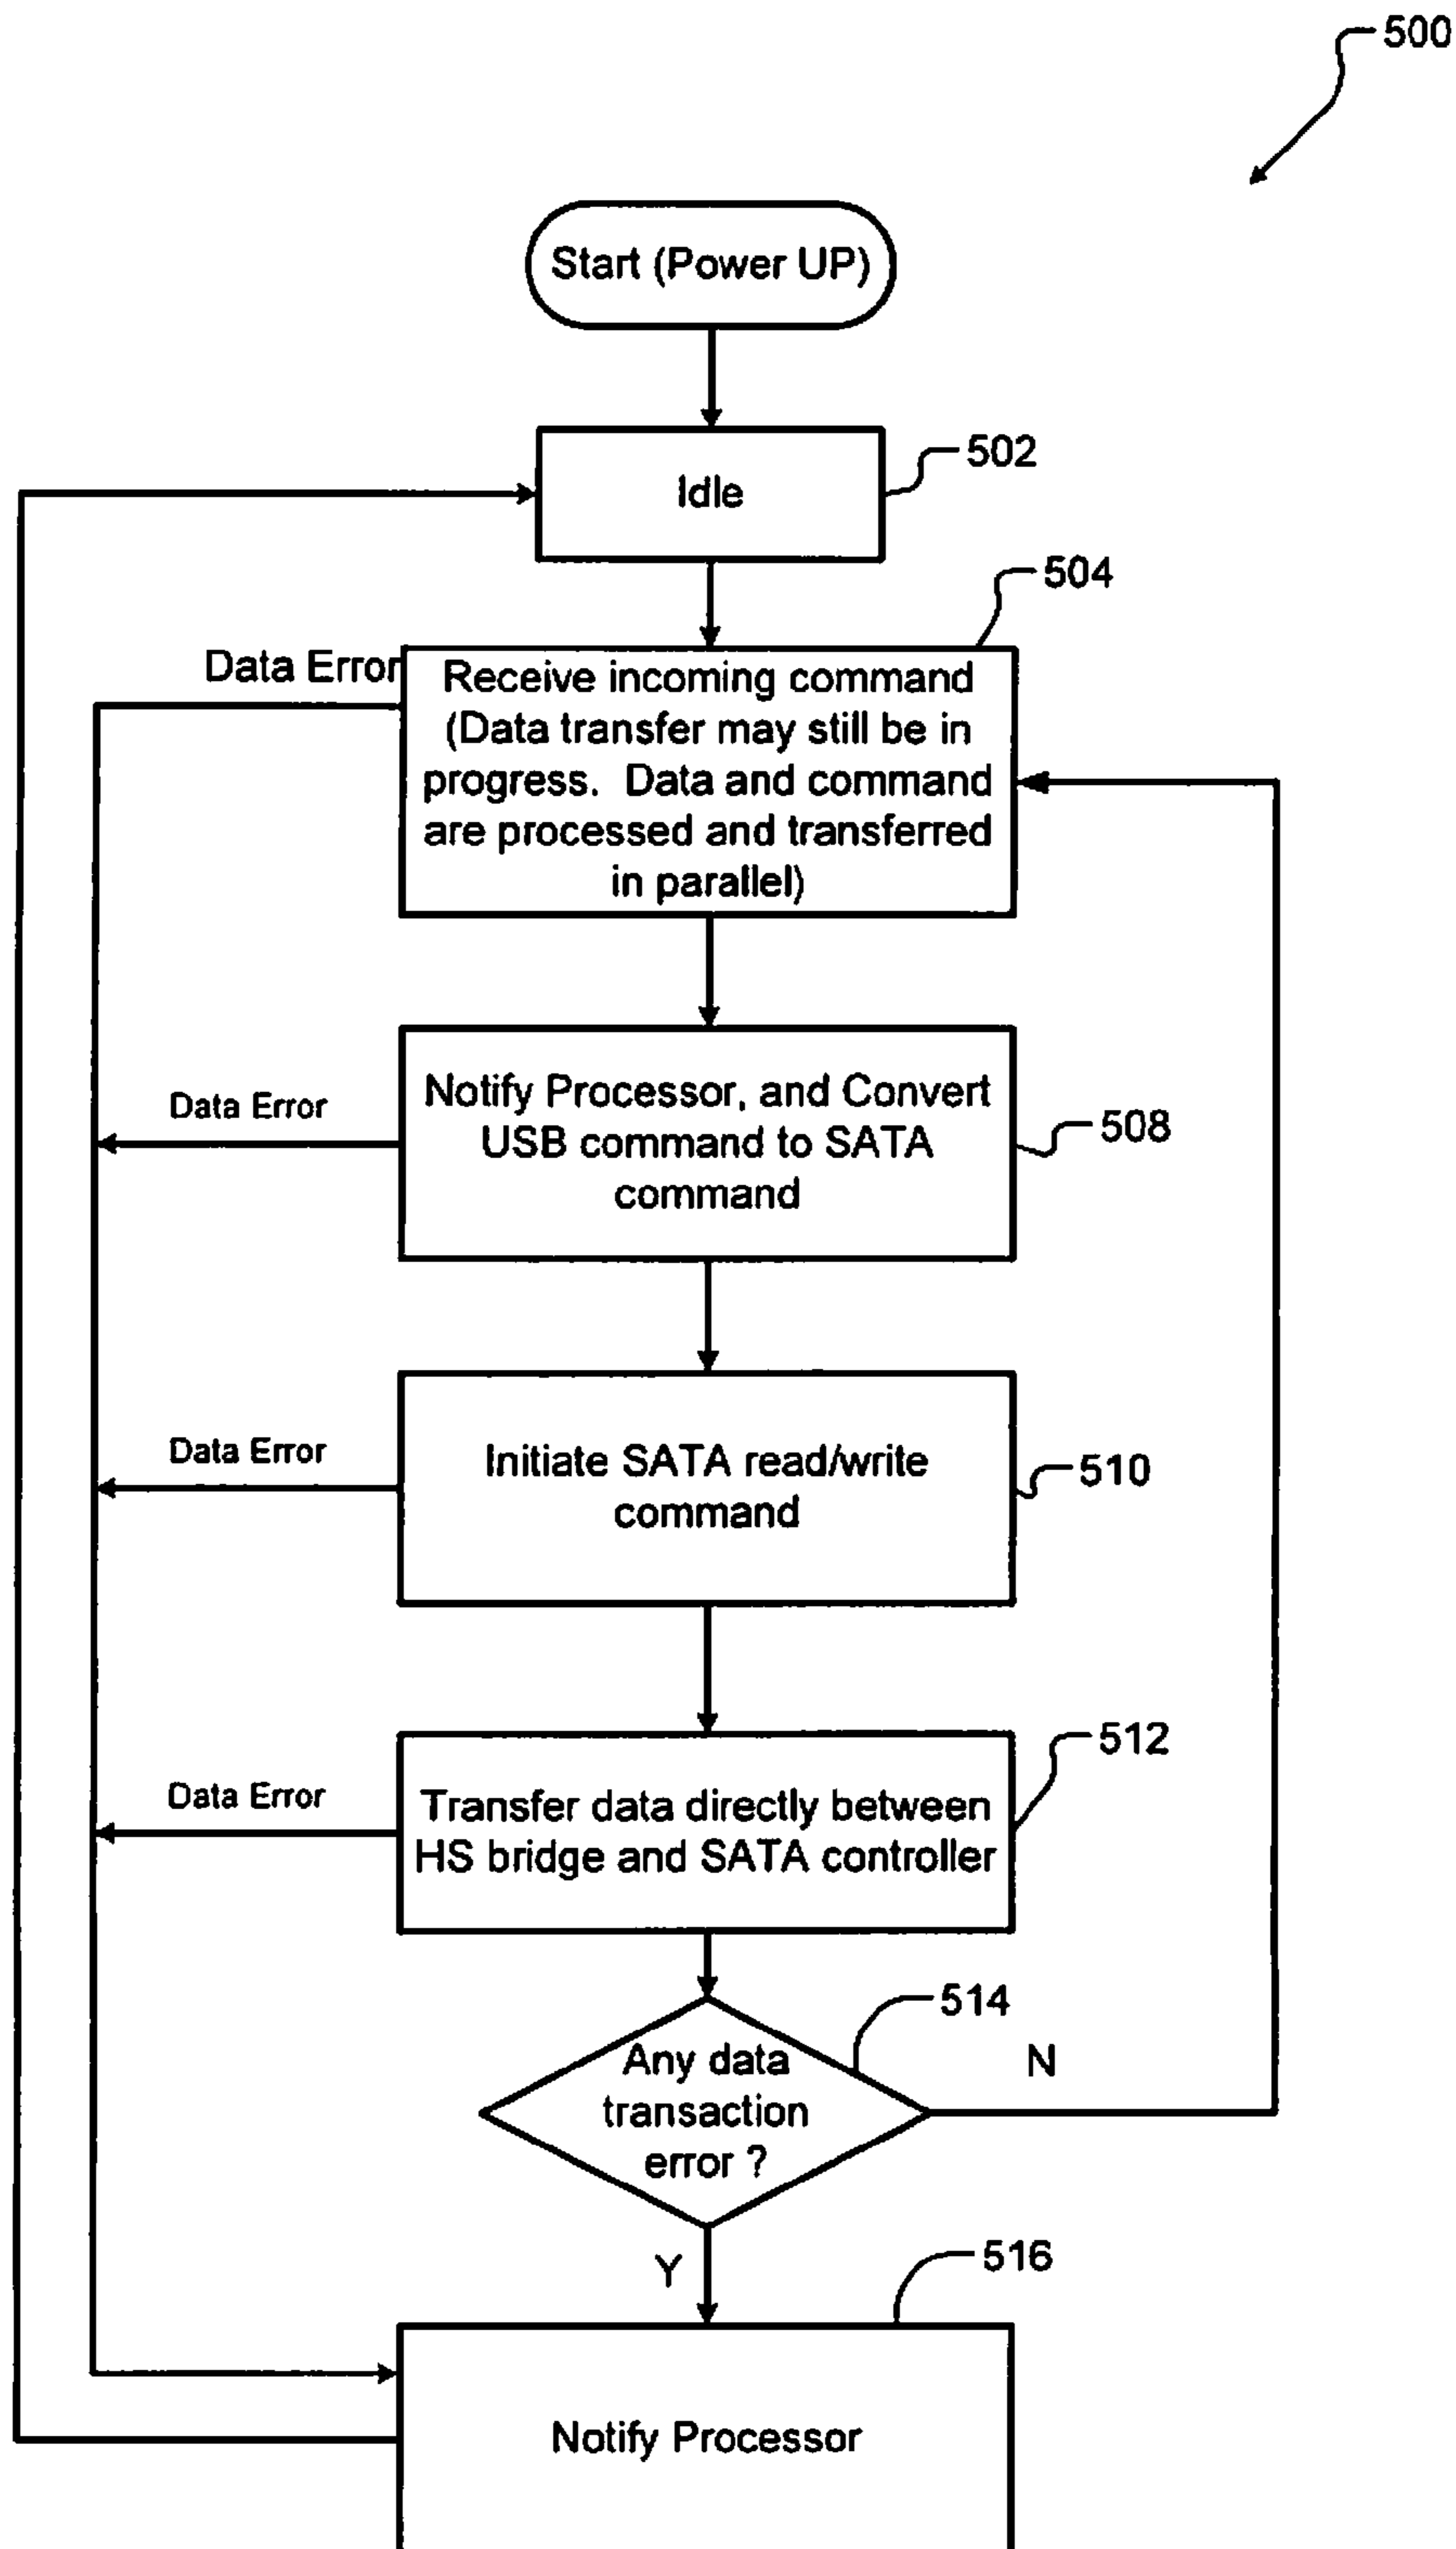 500
Start (Power UP)
502
Idle
504
Data Error
Receive incoming command
(Data transfer may still be in
progress. Data and command
are processed and transferred
in parallel)
Data Error
Notify Processor, and Convert
USB command to SATA
command
508
Data Error
Initiate SATA read/write
command
510
512
Data Error
Transfer data directly between
HS bridge and SATA controller
514
Any data
transaction
error ?
N
Y
516
Notify Processor